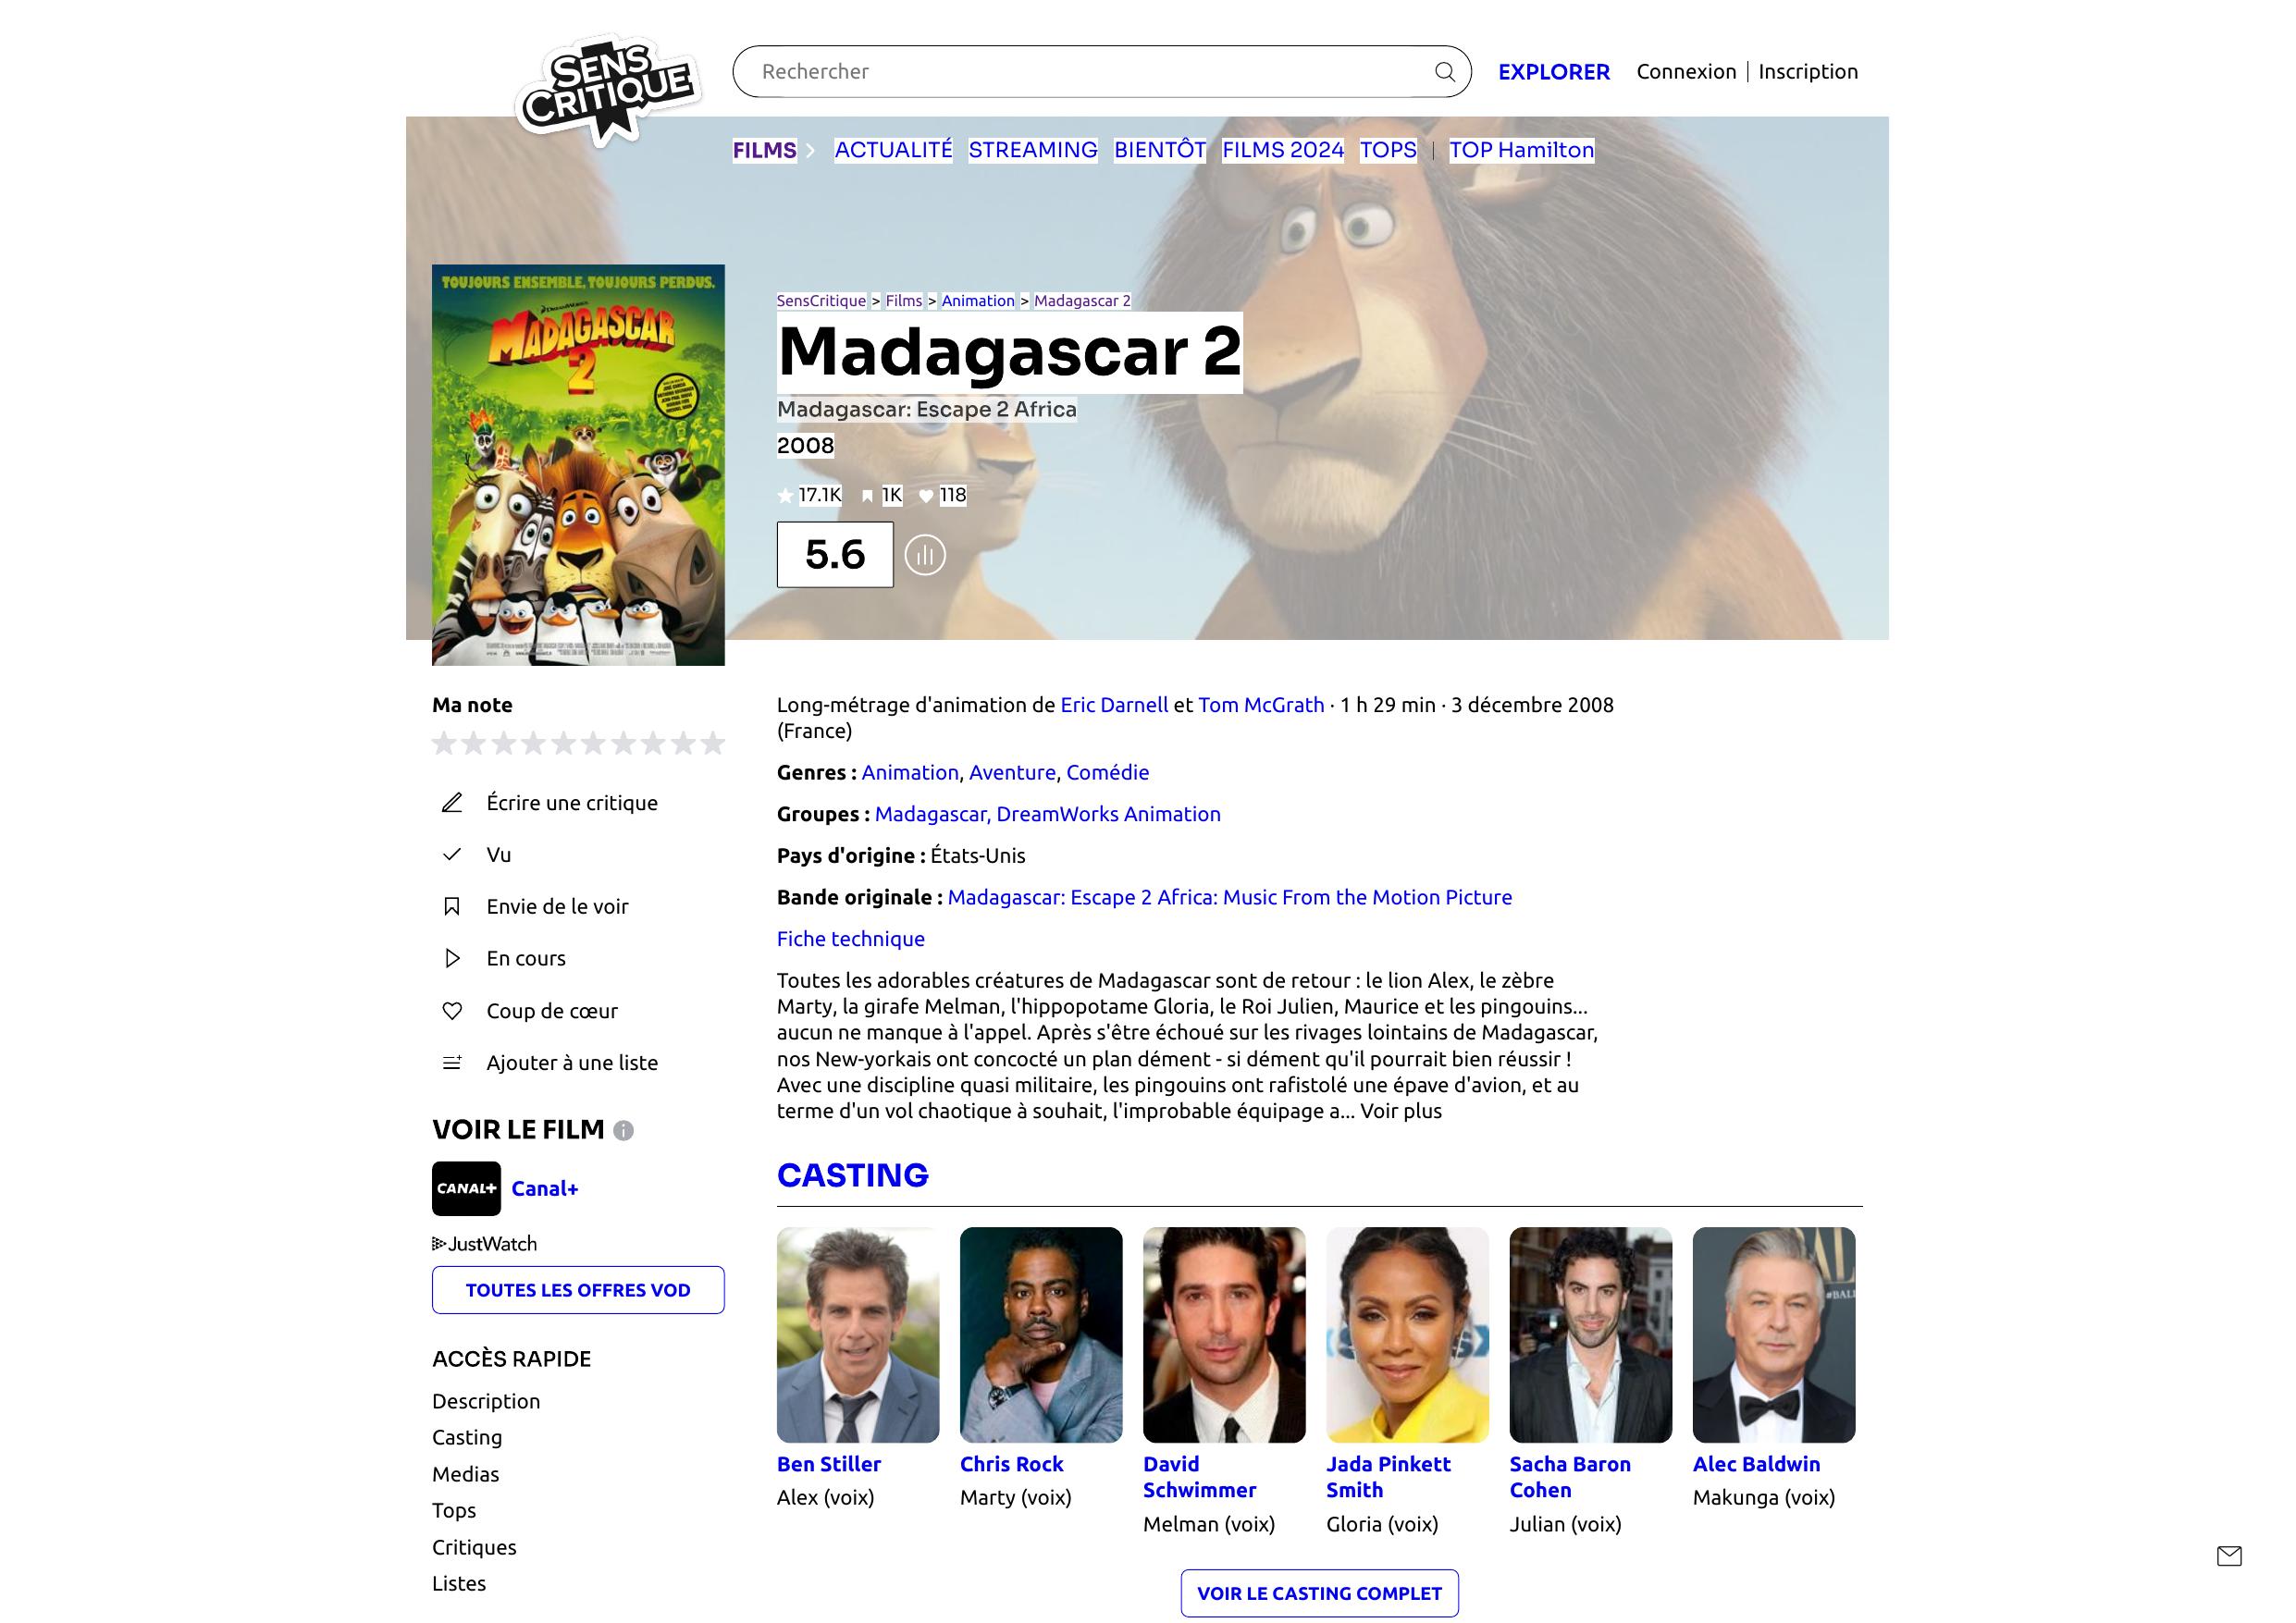 SENS
CRITIQUE
Rechercher
EXPLORER
Connexion
Inscription
FILMS
ACTUALITÉ
STREAMING
BIENTÔT
FILMS 2024
TOPS
TOP Hamilton
TOUJOURS ENSEMBLE, TOUJOURS PERDUS.
DREAMWORKS
MADAGASCAR
2
SensCritique > Films > Animation > Madagascar 2
Madagascar 2
Madagascar: Escape 2 Africa
2008
17.1K
1K
118
5.6
Ma note
Écrire une critique
Vu
Envie de le voir
En cours
Coup de cœur
Ajouter à une liste
VOIR LE FILM
CANAL+
Canal+
JustWatch
TOUTES LES OFFRES VOD
ACCÈS RAPIDE
Description
Casting
Medias
Tops
Critiques
Listes
Long-métrage d'animation de Eric Darnell et Tom McGrath · 1 h 29 min · 3 décembre 2008
(France)
Genres : Animation, Aventure, Comédie
Groupes : Madagascar, DreamWorks Animation
Pays d'origine : États-Unis
Bande originale : Madagascar: Escape 2 Africa: Music From the Motion Picture
Fiche technique
Toutes les adorables créatures de Madagascar sont de retour : le lion Alex, le zèbre
Marty, la girafe Melman, l'hippopotame Gloria, le Roi Julien, Maurice et les pingouins...
aucun ne manque à l'appel. Après s'être échoué sur les rivages lointains de Madagascar,
nos New-yorkais ont concocté un plan dément - si dément qu'il pourrait bien réussir !
Avec une discipline quasi militaire, les pingouins ont rafistolé une épave d'avion, et au
terme d'un vol chaotique à souhait, l'improbable équipage a... Voir plus
CASTING
#BAL
Ben Stiller
Alex (voix)
Chris Rock
Marty (voix)
David
Schwimmer
Melman (voix)
Jada Pinkett
Smith
Gloria (voix)
Sacha Baron
Cohen
Julian (voix)
Alec Baldwin
Makunga (voix)
VOIR LE CASTING COMPLET